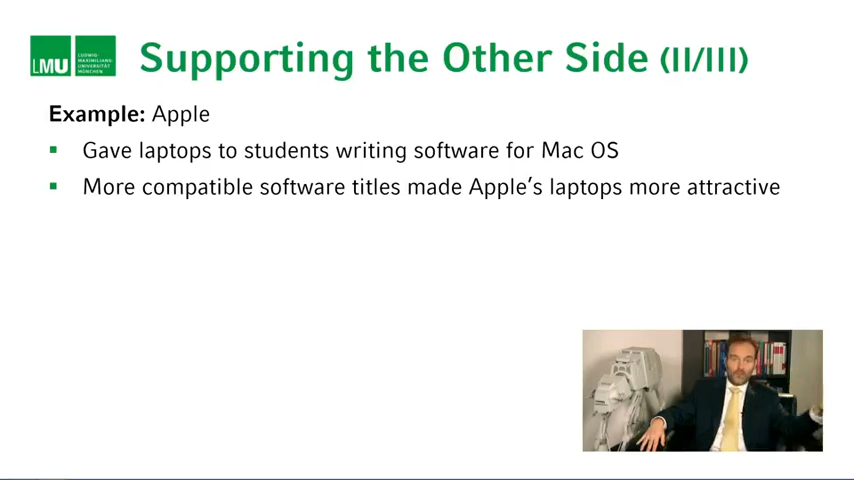 LMU
LUDWIG-
MAXIMILIANS-
UNIVERSITÄT
MÜNCHEN
Supporting the Other Side (II/III)
Example: Apple
▪ Gave laptops to students writing software for Mac OS
▪ More compatible software titles made Apple’s laptops more attractive